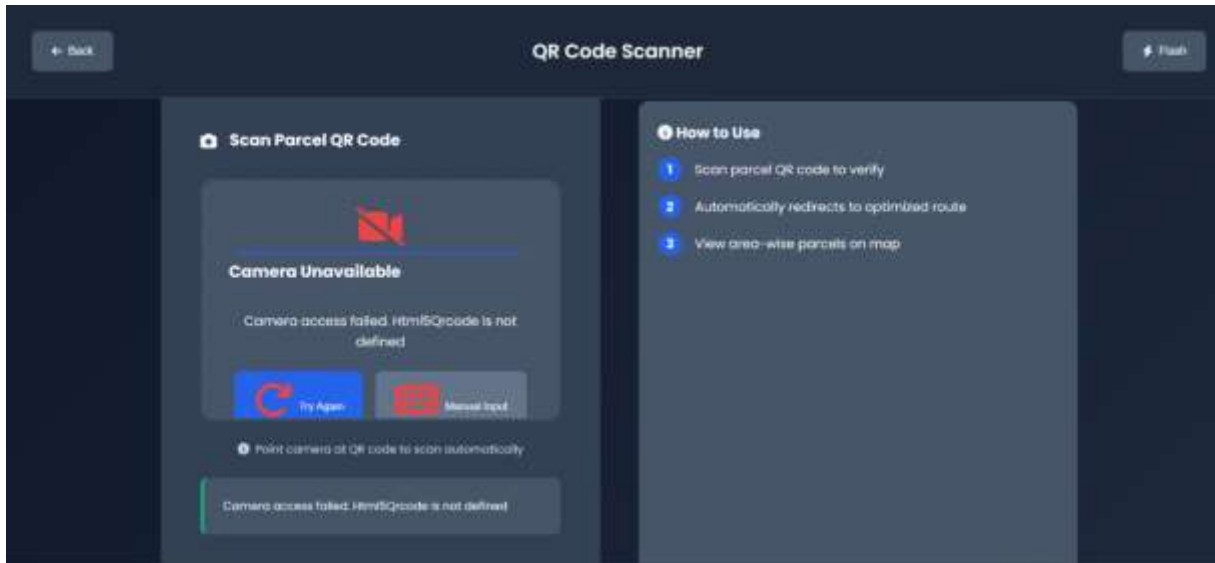 Back
QR Code Scanner
Flash
Scan Parcel QR Code
Camera Unavailable
Camera access failed. Html5Qrcode is not
defined
Try Again
Manual Input
Point camera at QR code to scan automatically
Camera access failed. Html5Qrcode is not defined
How to Use
1 Scan parcel QR code to verify
2 Automatically redirects to optimized route
3 View area-wise parcels on map